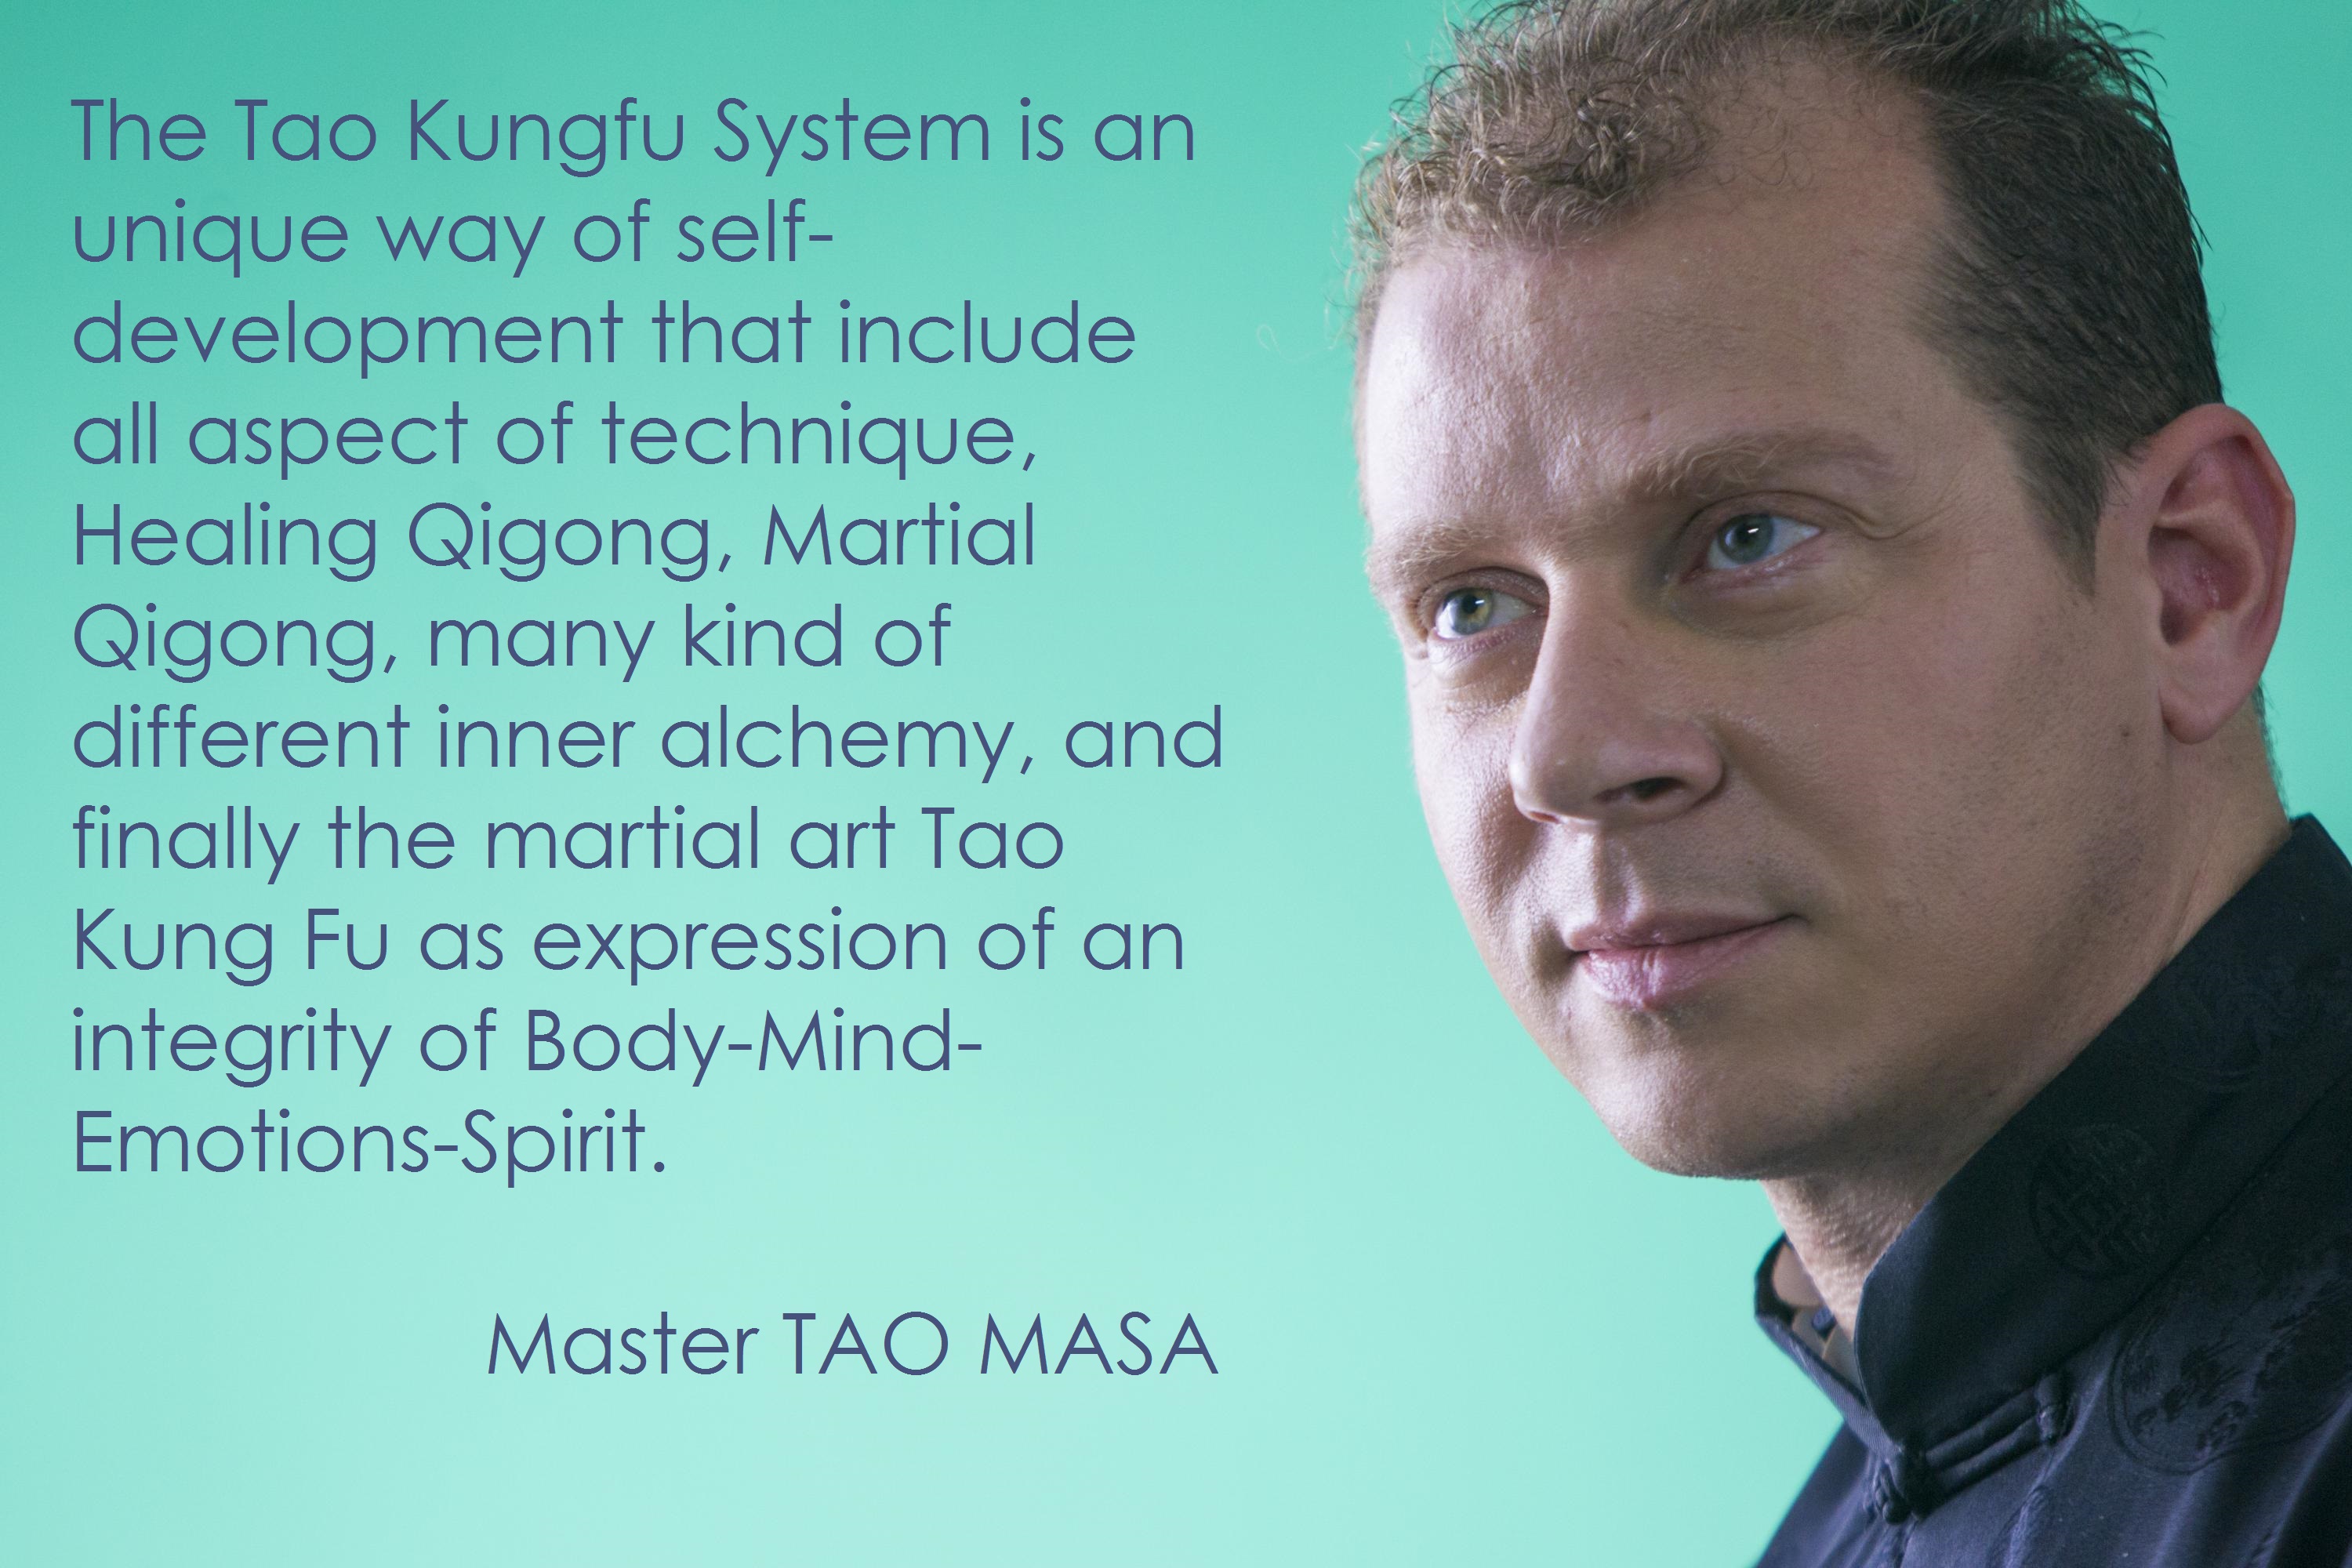 The Tao Kungfu System is an
unique way of self-
development that include
all aspect of technique,
Healing Qigong, Martial
Qigong, many kind of
different inner alchemy, and
finally the martial art Tao
Kung Fu as expression of an
integrity of Body-Mind-
Emotions-Spirit.
Master TAO MASA